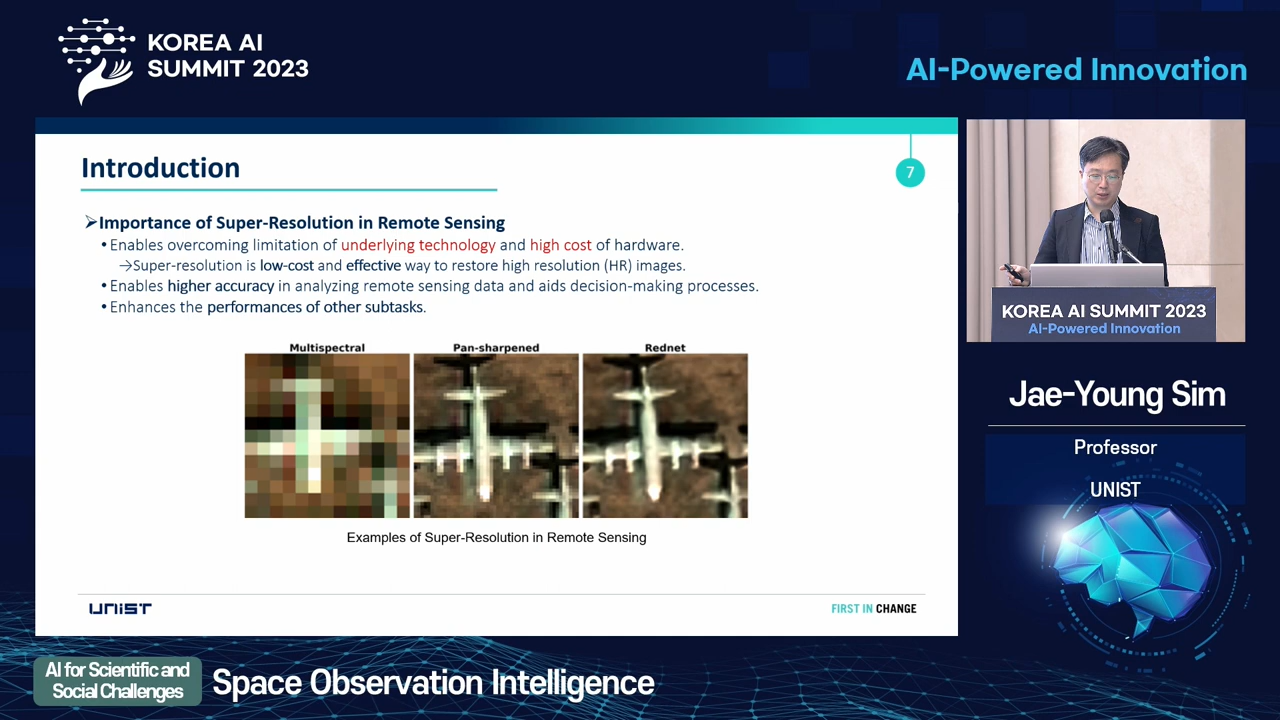 KOREA AI
SUMMIT 2023
AI-Powered Innovation
Introduction
7
➢Importance of Super-Resolution in Remote Sensing
• Enables overcoming limitation of underlying technology and high cost of hardware.
→Super-resolution is low-cost and effective way to restore high resolution (HR) images.
• Enables higher accuracy in analyzing remote sensing data and aids decision-making processes.
• Enhances the performances of other subtasks.
Multispectral Pan-sharpened Rednet
Examples of Super-Resolution in Remote Sensing
UNIST
FIRST IN CHANGE
KOREA AI SUMMIT 2023
AI-Powered Innovation
Jae-Young Sim
Professor
UNIST
AI for Scientific and
Social Challenges
Space Observation Intelligence